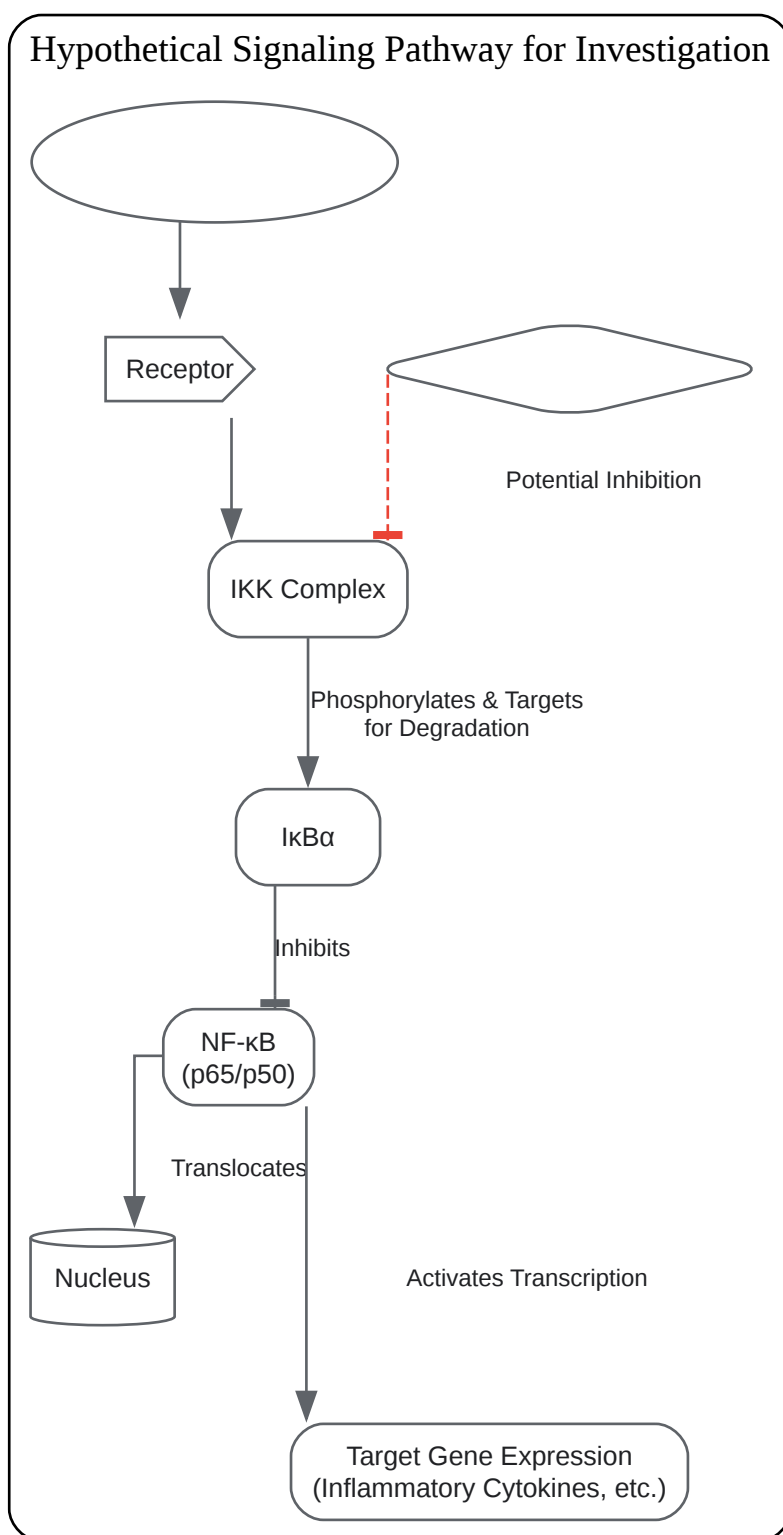 Hypothetical Signaling Pathway for Investigation
Receptor
Potential Inhibition
IKK Complex
Phosphorylates & Targets
for Degradation
IκBα
Inhibits
NF-κB
(p65/p50)
Translocates
Nucleus
Activates Transcription
Target Gene Expression
(Inflammatory Cytokines, etc.)